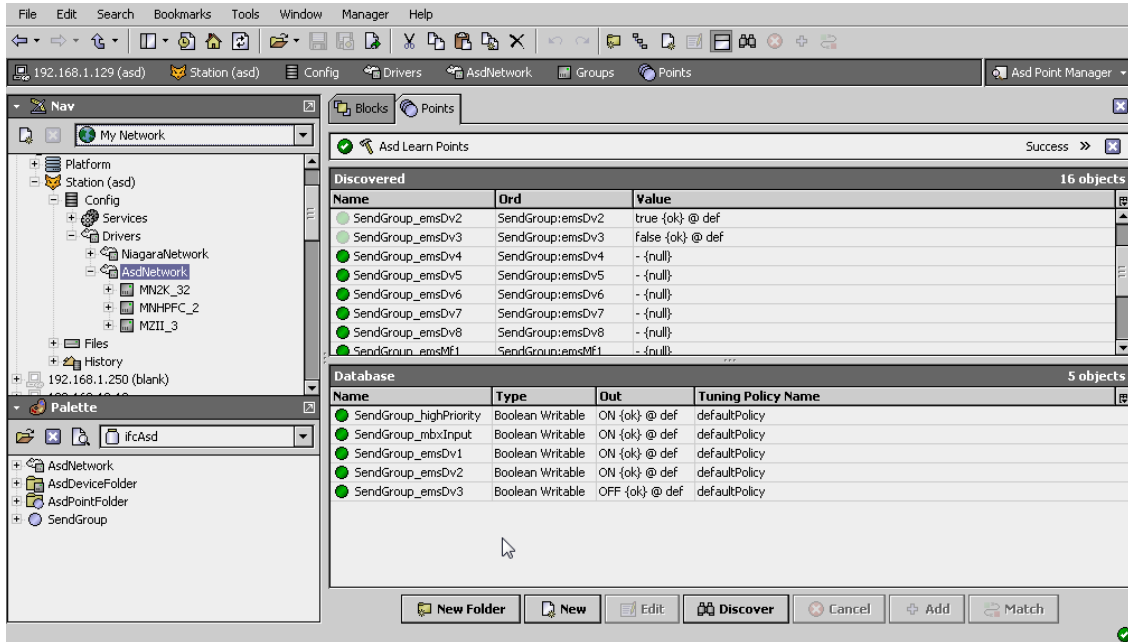 File Edit Search Bookmarks Tools Window Manager Help
192.168.1.129 (asd) Station (asd) Config Drivers AsdNetwork Groups Points Asd Point Manager
Nav
My Network
Platform
Station (asd)
Config
Services
Drivers
NiagaraNetwork
AsdNetwork
MN2K_32
MNHPFC_2
MZII_3
Files
History
192.168.1.250 (blank)
Palette
ifcAsd
AsdNetwork
AsdDeviceFolder
AsdPointFolder
SendGroup
Blocks Points
Asd Learn Points Success »
Discovered 16 objects
Name Ord Value
SendGroup_emsDv2 SendGroup:emsDv2 true {ok} @ def
SendGroup_emsDv3 SendGroup:emsDv3 false {ok} @ def
SendGroup_emsDv4 SendGroup:emsDv4 - {null}
SendGroup_emsDv5 SendGroup:emsDv5 - {null}
SendGroup_emsDv6 SendGroup:emsDv6 - {null}
SendGroup_emsDv7 SendGroup:emsDv7 - {null}
SendGroup_emsDv8 SendGroup:emsDv8 - {null}
SendGroup_emsMf1 SendGroup:emsMf1 - {null}
Database 5 objects
Name Type Out Tuning Policy Name
SendGroup_highPriority Boolean Writable ON {ok} @ def defaultPolicy
SendGroup_mbxInput Boolean Writable ON {ok} @ def defaultPolicy
SendGroup_emsDv1 Boolean Writable ON {ok} @ def defaultPolicy
SendGroup_emsDv2 Boolean Writable ON {ok} @ def defaultPolicy
SendGroup_emsDv3 Boolean Writable OFF {ok} @ def defaultPolicy
New Folder New Edit Discover Cancel Add Match